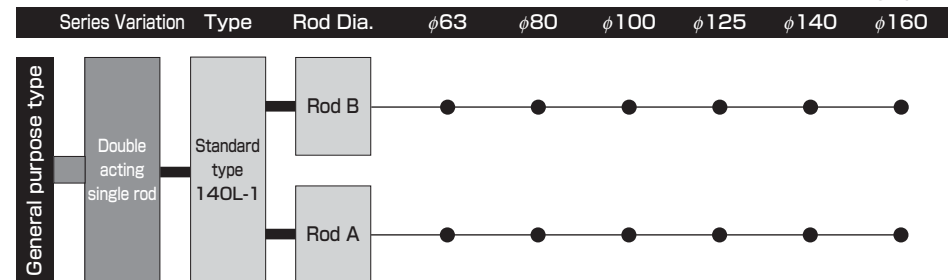 Series Variation Type Rod Dia. φ63 φ80 φ100 φ125 φ140 φ160
General purpose type
Double
acting
single rod
Standard
type
140L-1
Rod B
Rod A